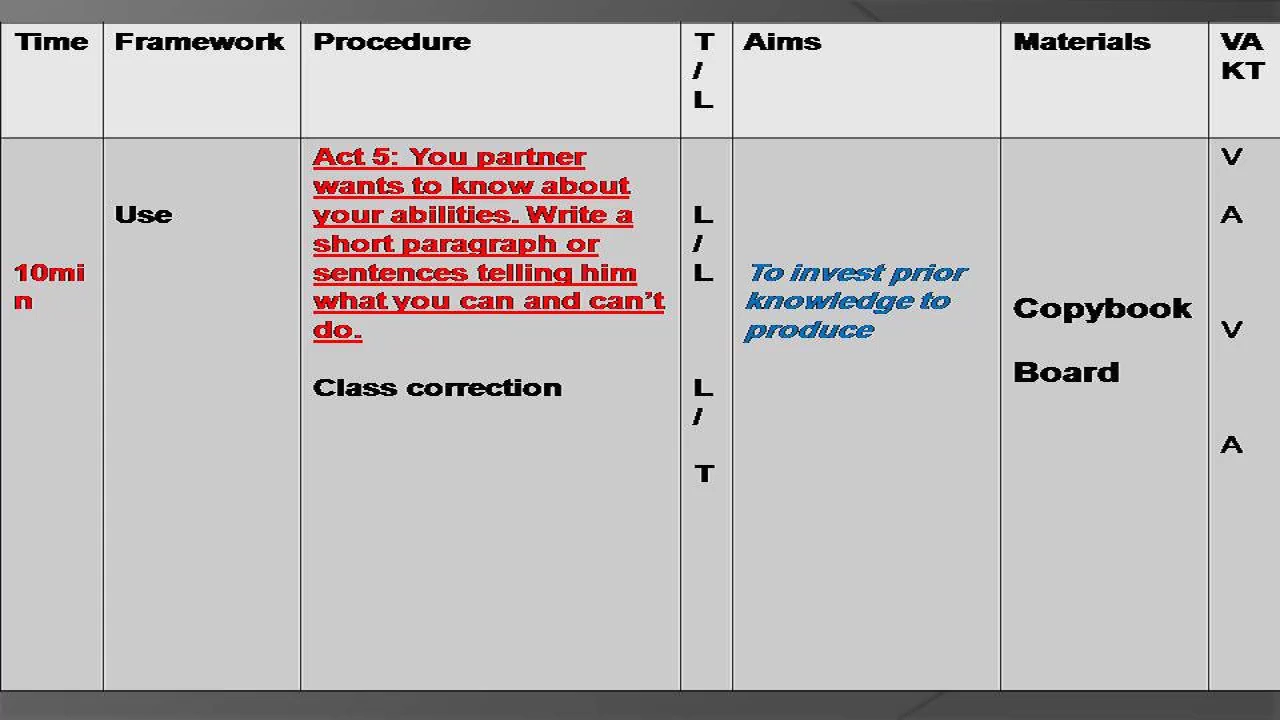 Time
Framework
Procedure
T
/
L
Aims
Materials
VA
KT
10mi
n
Use
Act 5: You partner
wants to know about
your abilities. Write a
short paragraph or
sentences telling him
what you can and can’t
do.
Class correction
L
/
L
L
/
T
To invest prior
knowledge to
produce
Copybook
Board
V
A
V
A